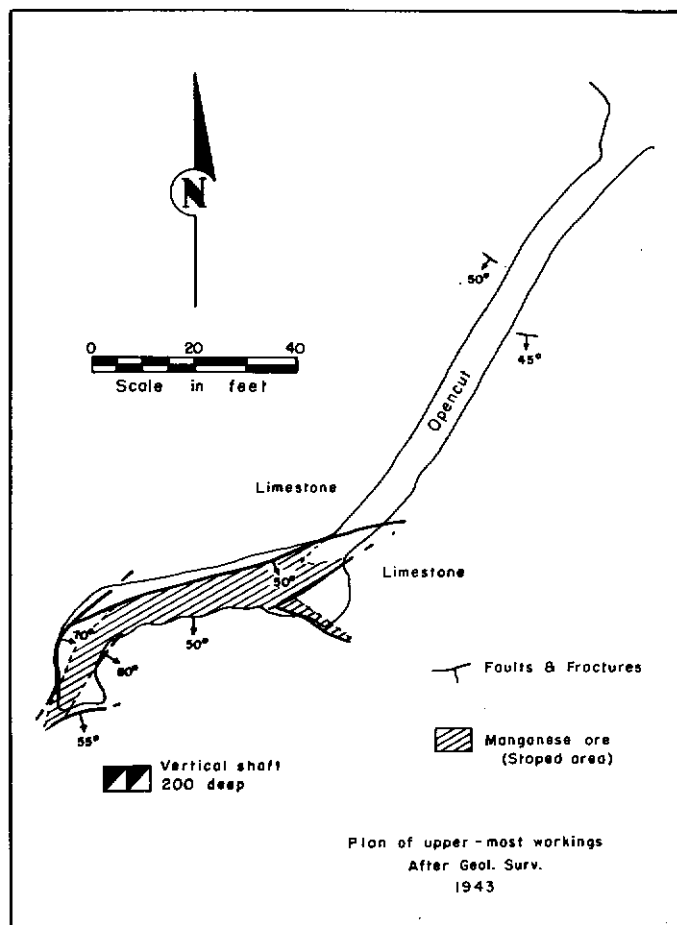 N
0 20 40
Scale in feet
50°
45°
Opencut
Limestone
Limestone
50°
70°
50°
60°
55°
Faults & Fractures
Manganese ore
(Stoped area)
Vertical shaft
200 deep
Plan of upper-most workings
After Geol. Surv.
1943